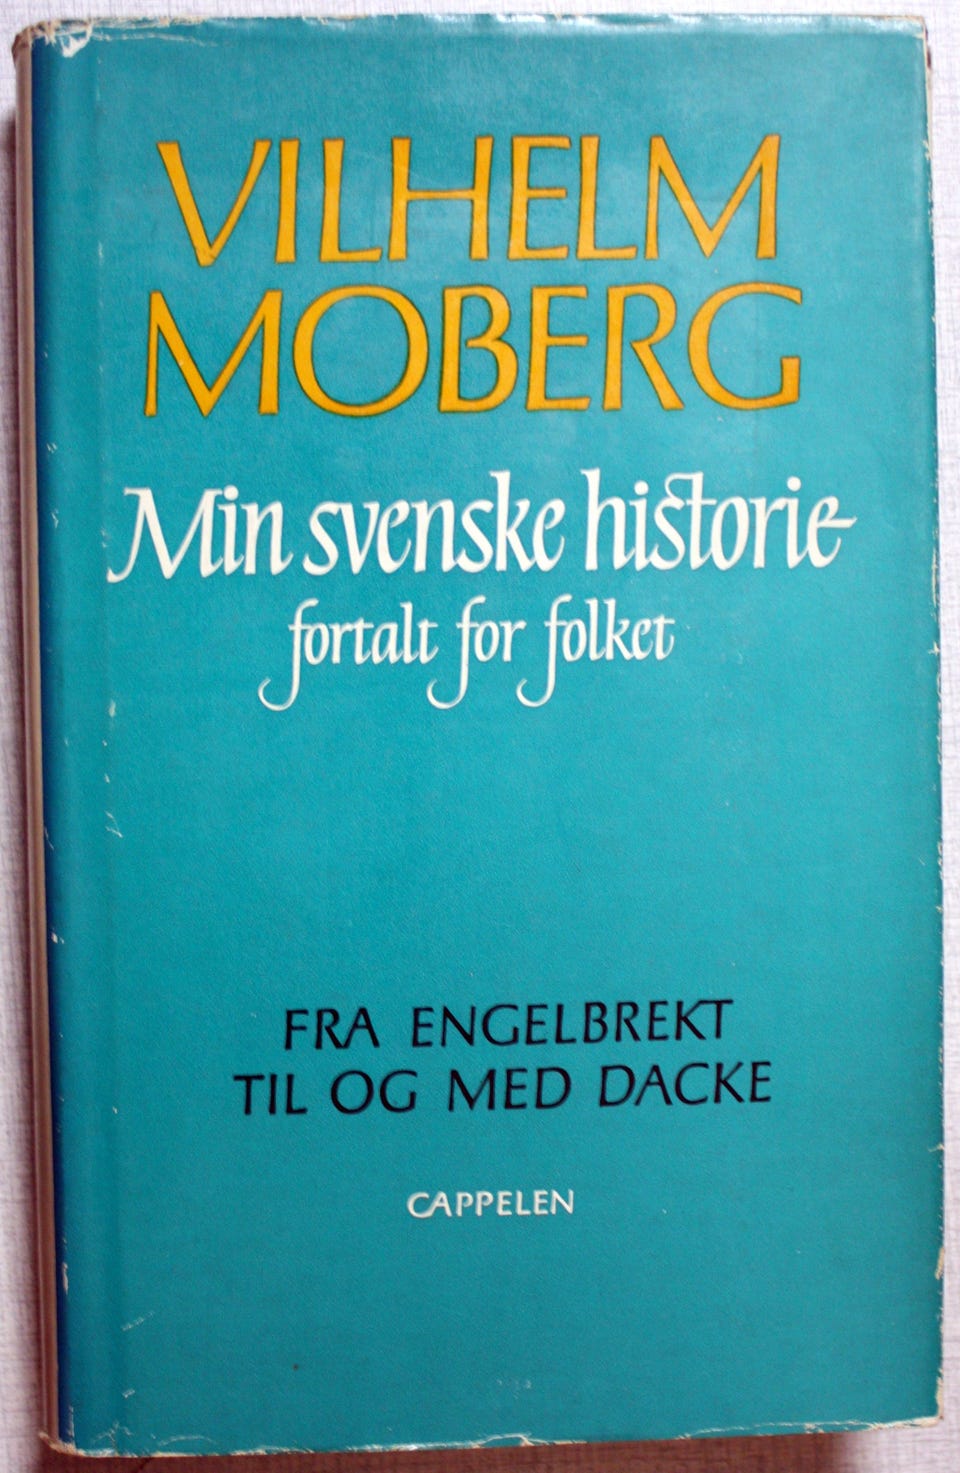 VILHELM
MOBERG
Min svenske historie
fortalt for folket
FRA ENGELBREKT
TIL OG MED DACKE
CAPPELEN